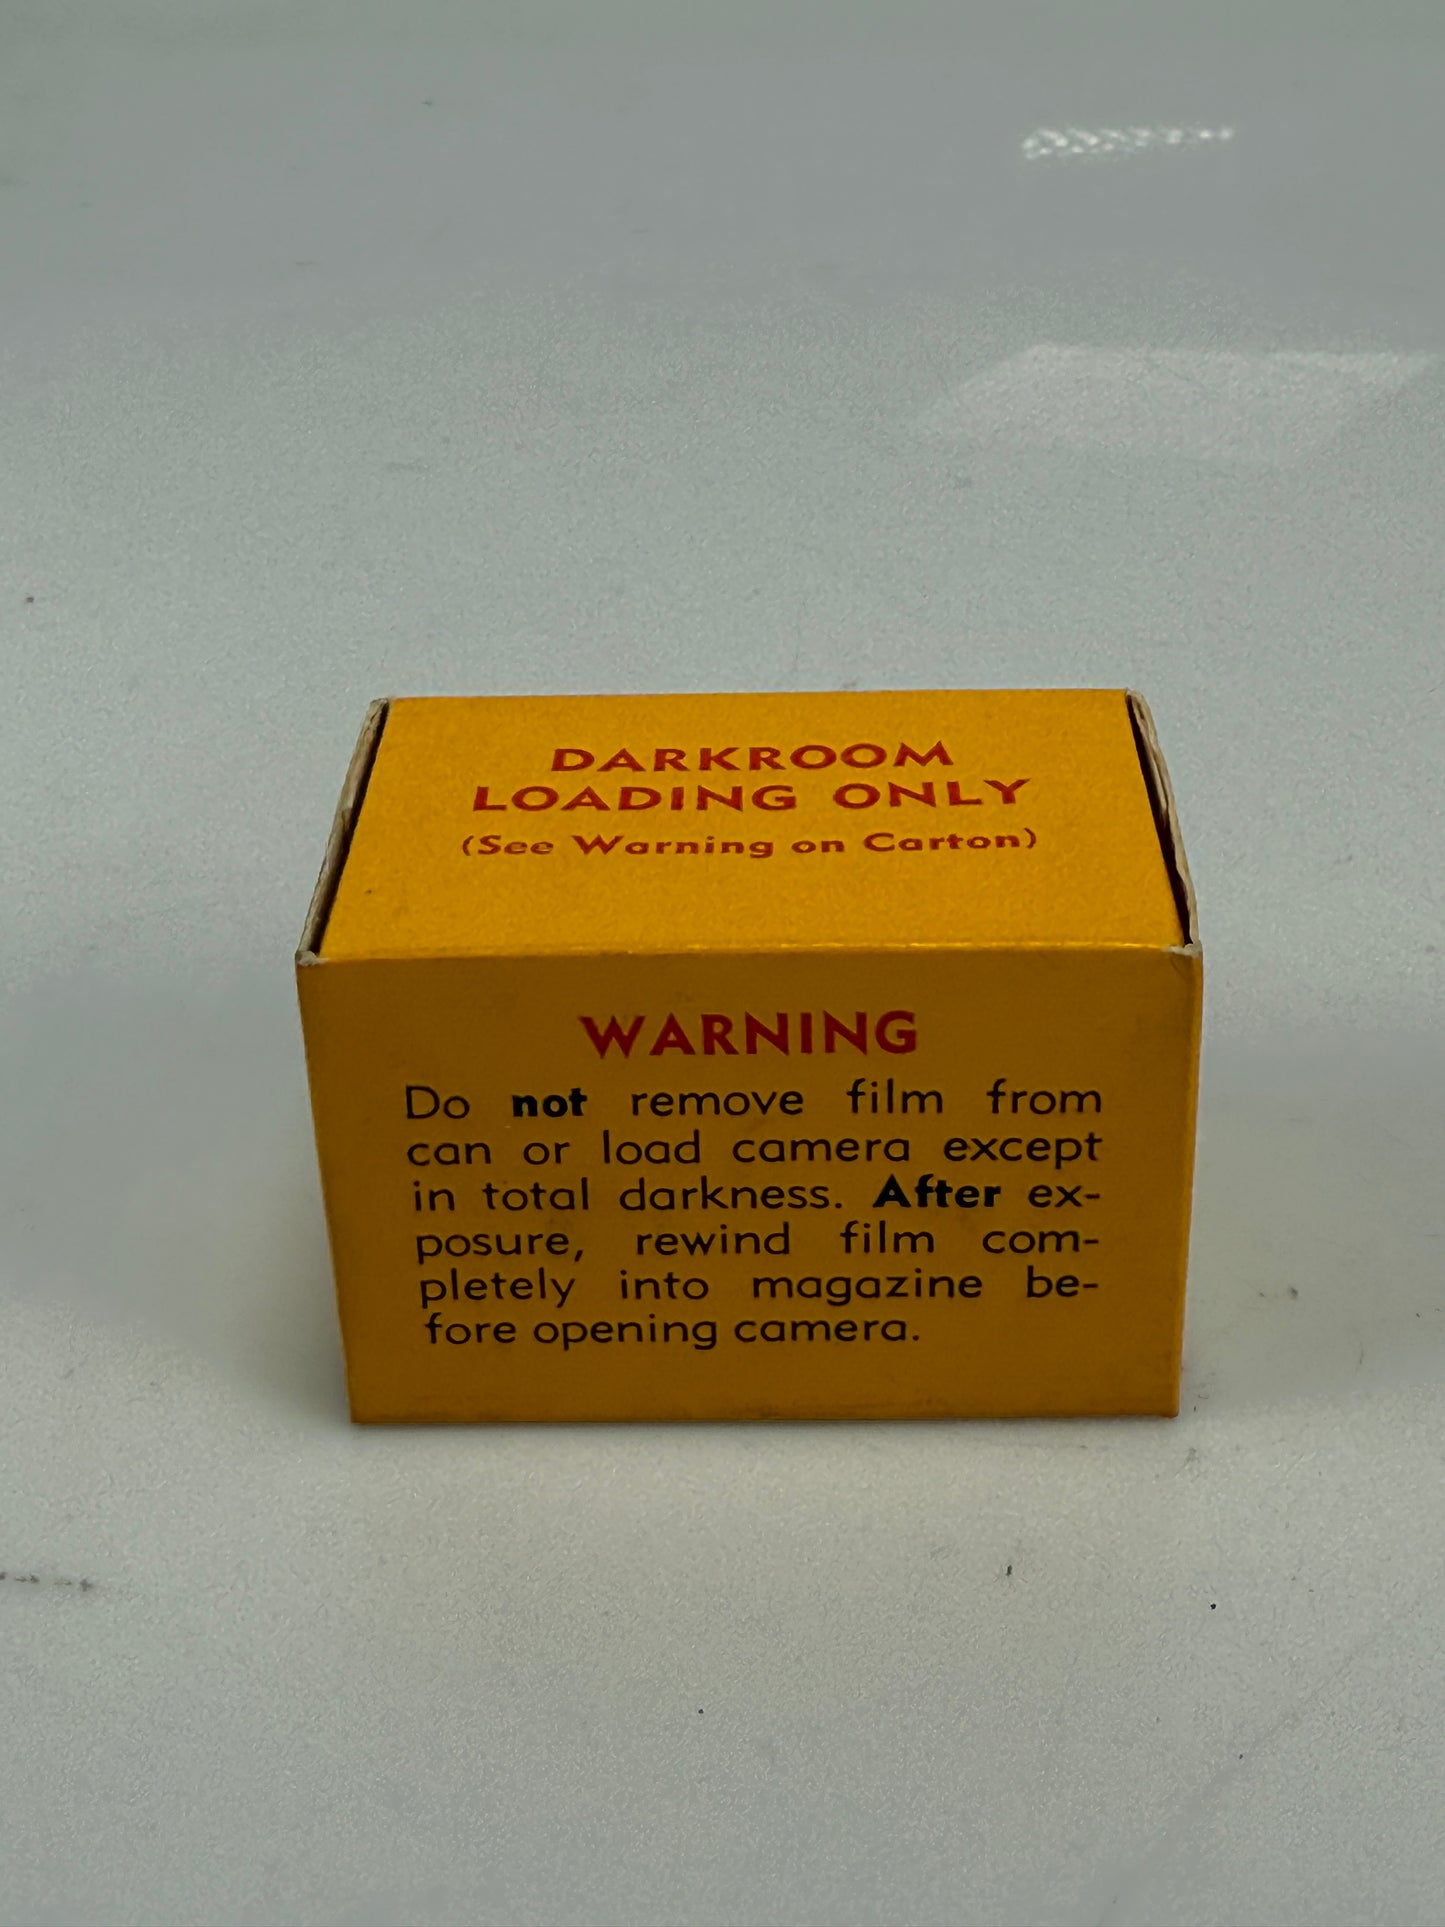 DARKROOM
LOADING ONLY
(See Warning on Carton)
WARNING
Do not remove film from
can or load camera except
in total darkness. After ex-
posure, rewind film com-
pletely into magazine be-
fore opening camera.